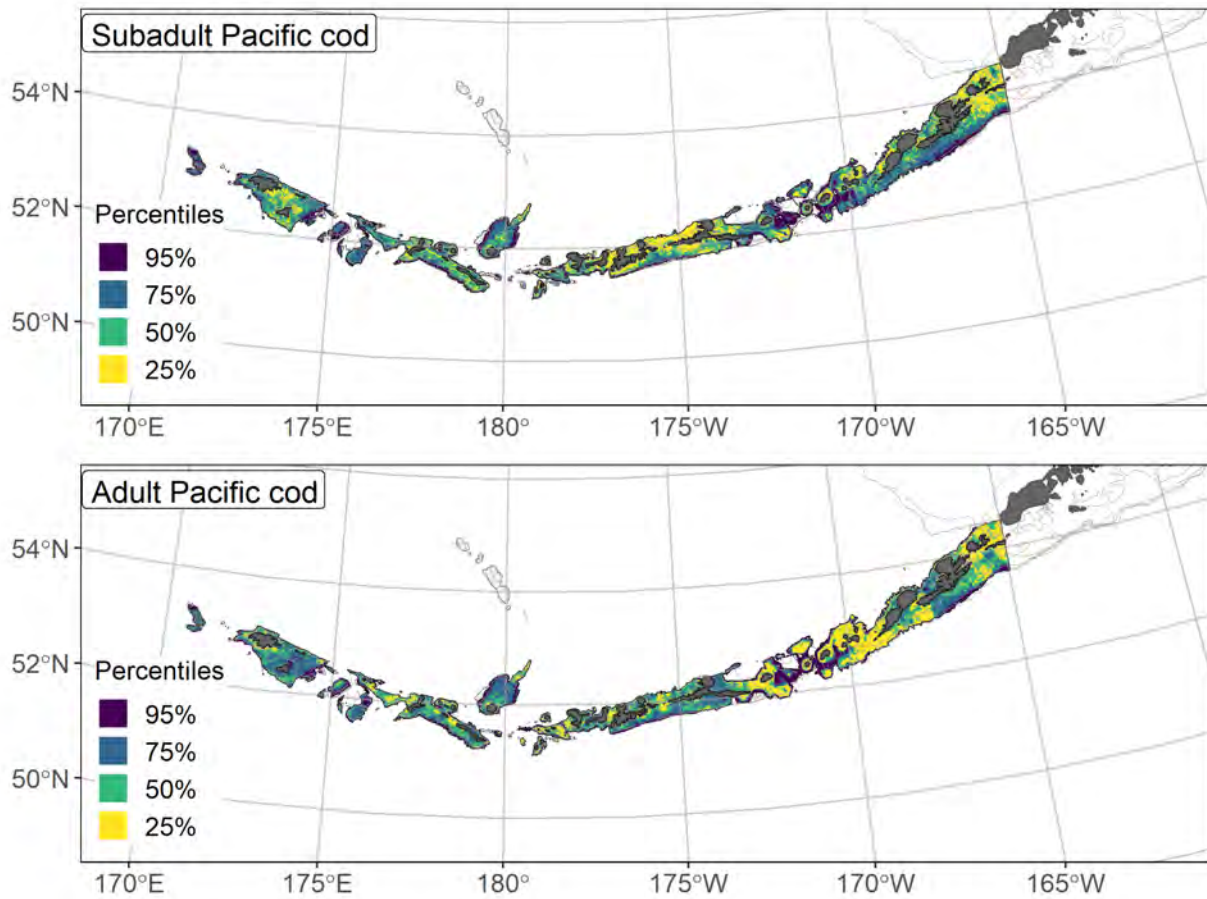 Subadult Pacific cod
54°N
52°N
50°N
Percentiles
95%
75%
50%
25%
170°E
175°E
180°
175°W
170°W
165°W
Adult Pacific cod
54°N
52°N
50°N
Percentiles
95%
75%
50%
25%
170°E
175°E
180°
175°W
170°W
165°W